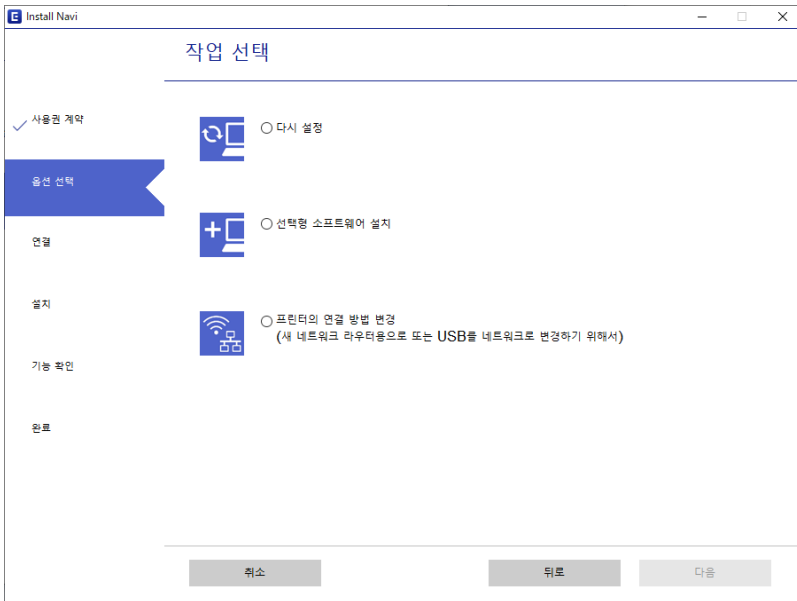 Install Navi
작업 선택
사용권 계약
옵션 선택
연결
설치
기능 확인
완료
다시 설정
선택형 소프트웨어 설치
프린터의 연결 방법 변경
(새 네트워크 라우터용으로 또는 USB를 네트워크로 변경하기 위해서)
취소
뒤로
다음